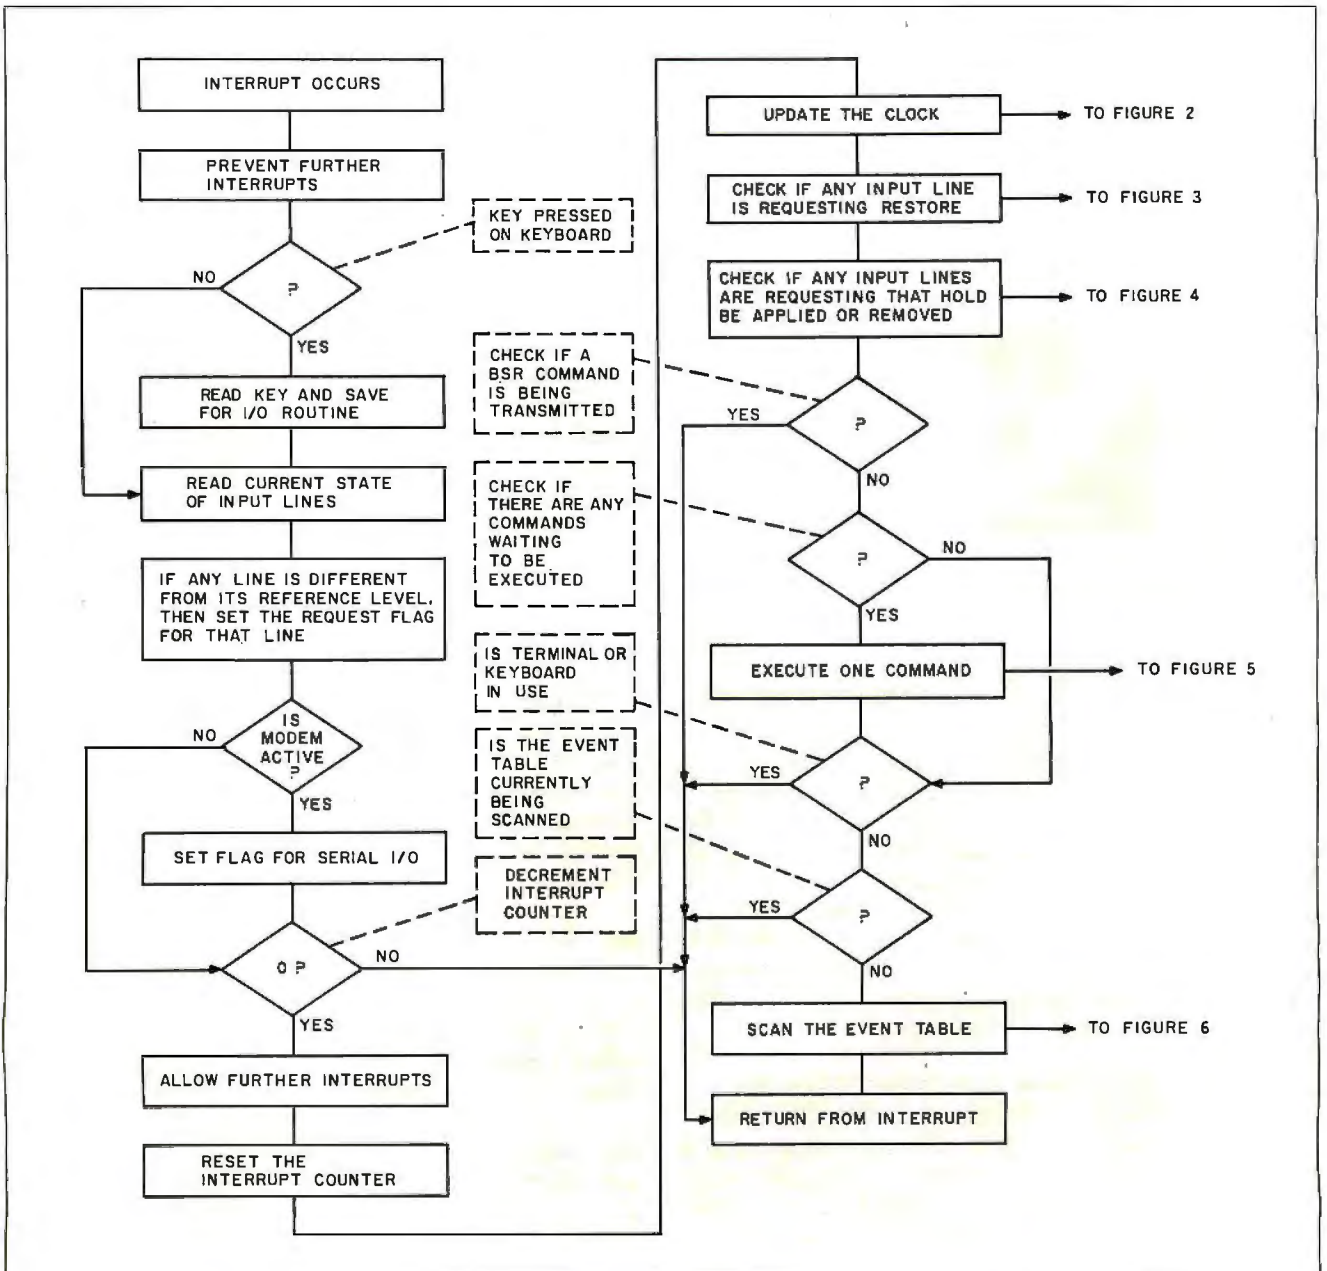 INTERRUPT OCCURS
PREVENT FURTHER
INTERRUPTS
KEY PRESSED
ON KEYBOARD
NO
?
YES
READ KEY AND SAVE
FOR I/O ROUTINE
READ CURRENT STATE
OF INPUT LINES
IF ANY LINE IS DIFFERENT
FROM ITS REFERENCE LEVEL,
THEN SET THE REQUEST FLAG
FOR THAT LINE
NO
IS
MODEM
ACTIVE
?
YES
SET FLAG FOR SERIAL I/O
DECREMENT
INTERRUPT
COUNTER
0 ?
NO
YES
ALLOW FURTHER INTERRUPTS
RESET THE
INTERRUPT COUNTER
UPDATE THE CLOCK
TO FIGURE 2
CHECK IF ANY INPUT LINE
IS REQUESTING RESTORE
TO FIGURE 3
CHECK IF ANY INPUT LINES
ARE REQUESTING THAT HOLD
BE APPLIED OR REMOVED
TO FIGURE 4
CHECK IF A
BSR COMMAND
IS BEING
TRANSMITTED
YES
?
NO
CHECK IF
THERE ARE ANY
COMMANDS
WAITING
TO BE
EXECUTED
?
NO
YES
EXECUTE ONE COMMAND
TO FIGURE 5
IS TERMINAL OR
KEYBOARD
IN USE
YES
?
NO
IS THE EVENT
TABLE
CURRENTLY
BEING
SCANNED
YES
?
NO
SCAN THE EVENT TABLE
TO FIGURE 6
RETURN FROM INTERRUPT